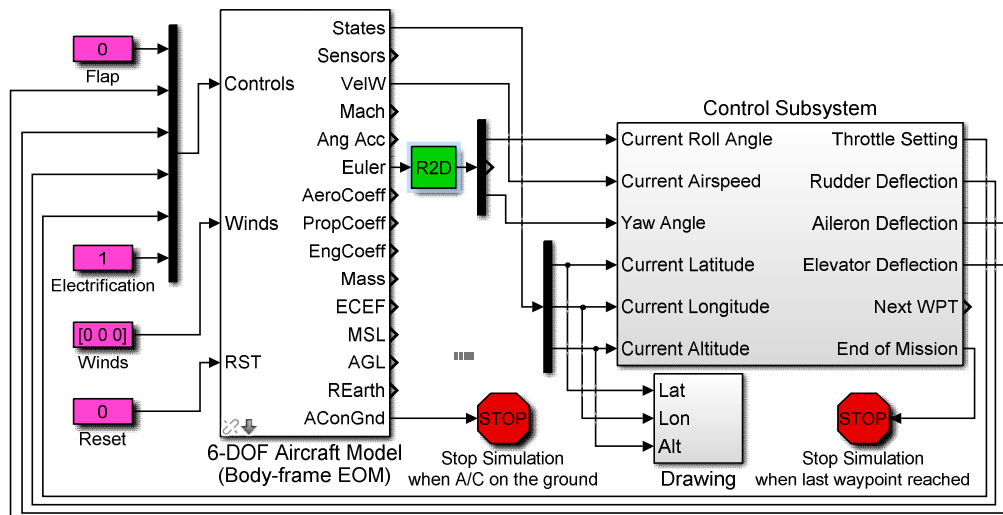 0
Flap
1
Electrification
[0 0 0]
Winds
0
Reset
Controls
Winds
RST
States
Sensors
VelW
Mach
Ang Acc
Euler
AeroCoeff
PropCoeff
EngCoeff
Mass
ECEF
MSL
AGL
REarth
AConGnd
6-DOF Aircraft Model
(Body-frame EOM)
R2D
STOP
Stop Simulation
when A/C on the ground
Control Subsystem
Current Roll Angle
Current Airspeed
Yaw Angle
Current Latitude
Current Longitude
Current Altitude
Throttle Setting
Rudder Deflection
Aileron Deflection
Elevator Deflection
Next WPT
End of Mission
Lat
Lon
Alt
Drawing
STOP
Stop Simulation
when last waypoint reached